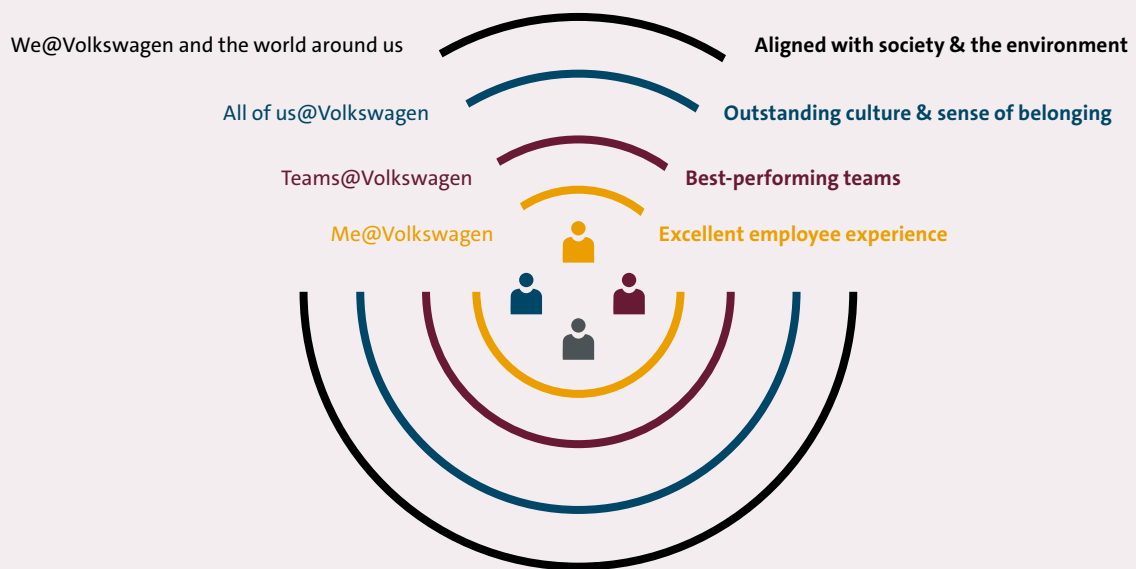 We@Volkswagen and the world around us
Aligned with society & the environment
All of us@Volkswagen
Outstanding culture & sense of belonging
Teams@Volkswagen
Best-performing teams
Me@Volkswagen
Excellent employee experience